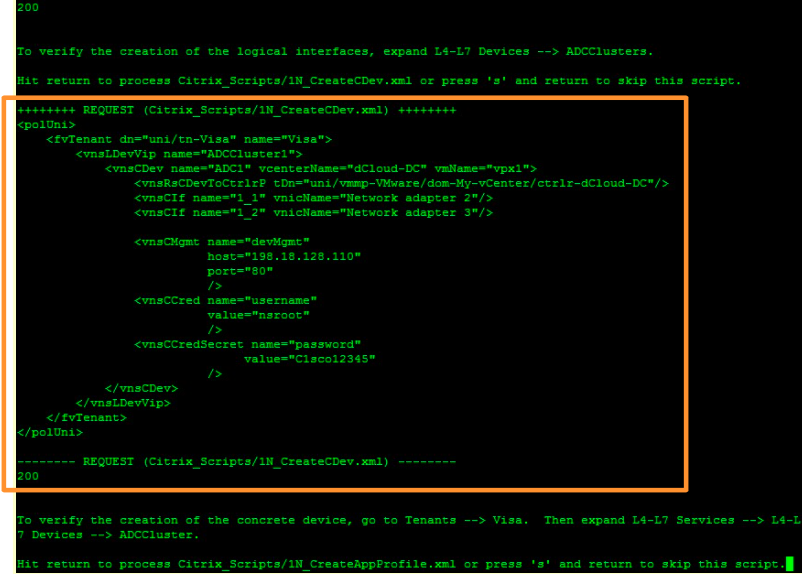 200
To verify the creation of the logical interfaces, expand L4-L7 Devices --> ADCClusters.
Hit return to process Citrix_Scripts/1N_CreateCDev.xml or press 's' and return to skip this script.
++++++++ REQUEST (Citrix_Scripts/1N_CreateCDev.xml) ++++++++
<polUni>
<fvTenant dn="uni/tn-Visa" name="Visa">
<vnsLDevVip name="ADCCluster1">
<vnsCDev name="ADC1" vcenterName="dCloud-DC" vmName="vpx1">
<vnsRsCDevToCtrlrP tDn="uni/vmmp-VMware/dom-My-vCenter/ctrlr-dCloud-DC"/>
<vnsCIf name="1_1" vnicName="Network adapter 2"/>
<vnsCIf name="1_2" vnicName="Network adapter 3"/>
<vnsCMgmt name="devMgmt"
host="198.18.128.110"
port="80"
/>
<vnsCCred name="username"
value="nsroot"
/>
<vnsCCredSecret name="password"
value="C1sco12345"
/>
</vnsCDev>
</vnsLDevVip>
</fvTenant>
</polUni>
-------- REQUEST (Citrix_Scripts/1N_CreateCDev.xml) --------
200
To verify the creation of the concrete device, go to Tenants --> Visa.  Then expand L4-L7 Services --> L4-L
7 Devices --> ADCCluster.
Hit return to process Citrix_Scripts/1N_CreateAppProfile.xml or press 's' and return to skip this script.